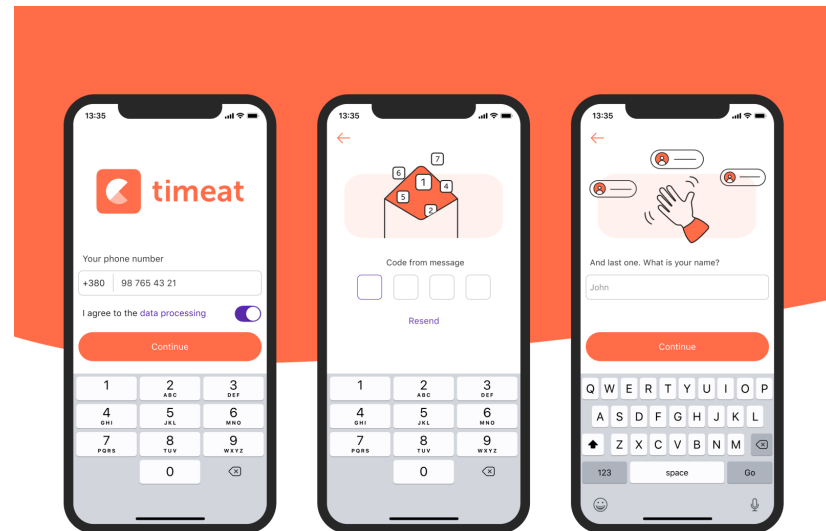 13:35
timeat
Your phone number
+380 98 765 43 21
I agree to the data processing
Continue
1 2 3
ABC DEF
4 5 6
GHI JKL MNO
7 8 9
PQRS TUV WXYZ
0
13:35
7
6
1
4
5
2
Code from message
Resend
1 2 3
ABC DEF
4 5 6
GHI JKL MNO
7 8 9
PQRS TUV WXYZ
0
13:35
And last one. What is your name?
John
Continue
Q W E R T Y U I O P
A S D F G H J K L
Z X C V B N M
123 space Go